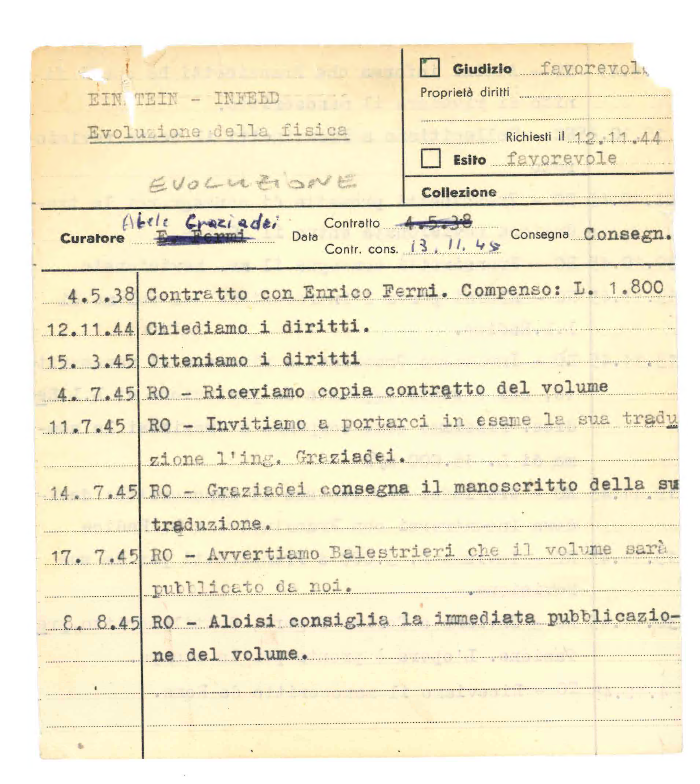 EINSTEIN - INFELD
Evoluzione della fisica
EVOLUZIONE
Giudizio favorevole
Proprietà diritti
Richiesti il 12.11.44
Esito favorevole
Collezione
Curatore E. Fermi Abele Graziadei
Data
Contratto 4.5.38
Contr. cons. 13.11.45
Consegna Consegn.
4.5.38 Contratto con Enrico Fermi. Compenso: L. 1.800
12.11.44 Chiediamo i diritti.
15. 3.45 Otteniamo i diritti
4. 7.45 RO - Riceviamo copia contratto del volume
11.7.45 RO - Invitiamo a portarci in esame la sua tradu
zione l'ing. Graziadei.
14. 7.45 RO - Graziadei consegna il manoscritto della su
traduzione.
17. 7.45 RO - Avvertiamo Balestrieri che il volume sarà
pubblicato da noi.
8. 8.45 RO - Aloisi consiglia la immediata pubblicazio-
ne del volume.